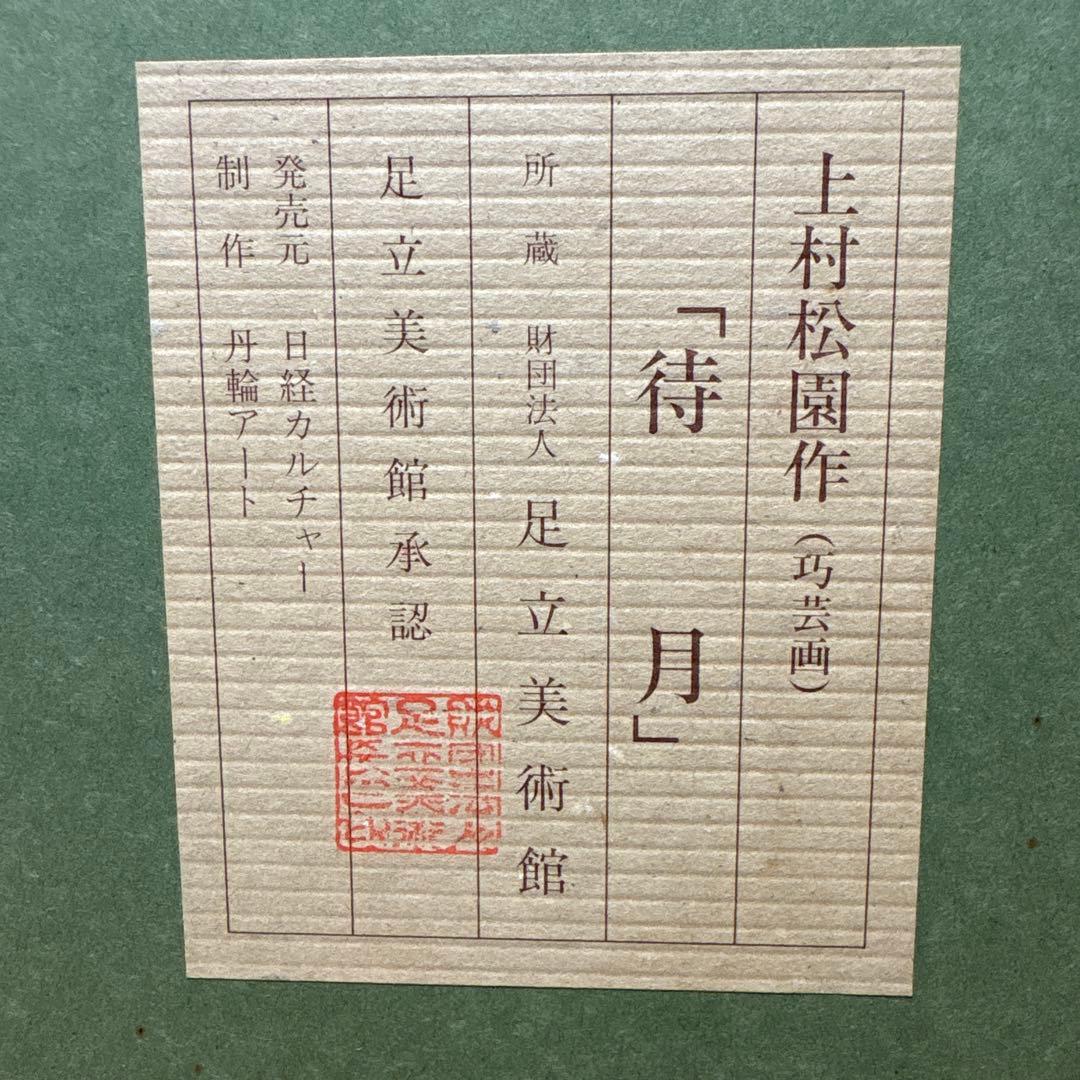 上村松園作(巧芸画)
「待月」
所蔵 財団法人 足立美術館
足立美術館承認
発売元 日経カルチャー
制作 丹輪アート